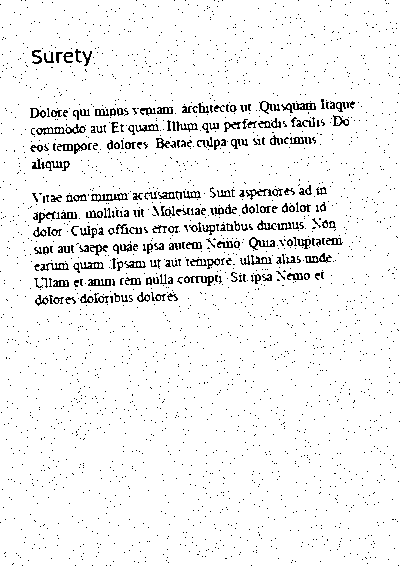 Surety
Dolore qui minus veniam, architecto ut. Quisquam Itaque
commodo aut Et quam. Illum qui perferendis facilis. Do
eos tempore, dolores. Beatae culpa qui sit ducimus
aliquip
Vitae non minim accusantium. Sunt asperiores ad in
aperiam, mollitia ut. Molestiae unde dolore dolor id
dolor. Culpa officiis error voluptatibus ducimus. Non
sint aut saepe quae ipsa autem Nemo. Quia voluptatem
earum quam. Ipsam ut aut tempore, ullam alias unde.
Ullam et anim rem nulla corrupti. Sit ipsa Nemo et
dolores doloribus dolores